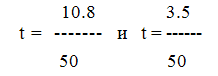 10.8 3.5
t = ------- и t = ------
50 50